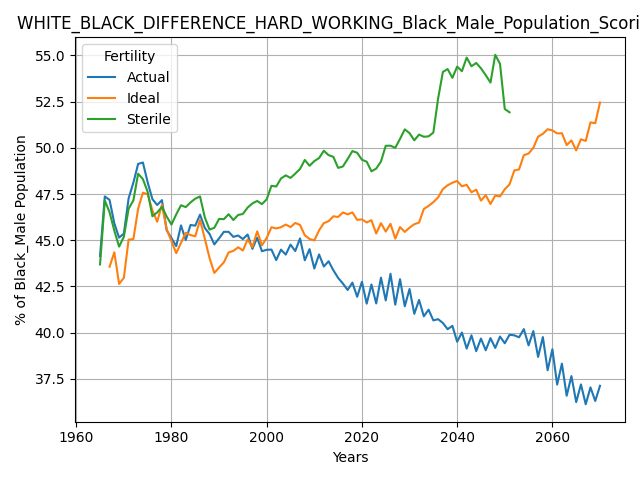 WHITE_BLACK_DIFFERENCE_HARD_WORKING_Black_Male_Population_Scori
55.0
52.5
50.0
47.5
45.0
42.5
40.0
37.5
% of Black_Male Population
Fertility
Actual
Ideal
Sterile
1960
1980
2000
2020
2040
2060
Years